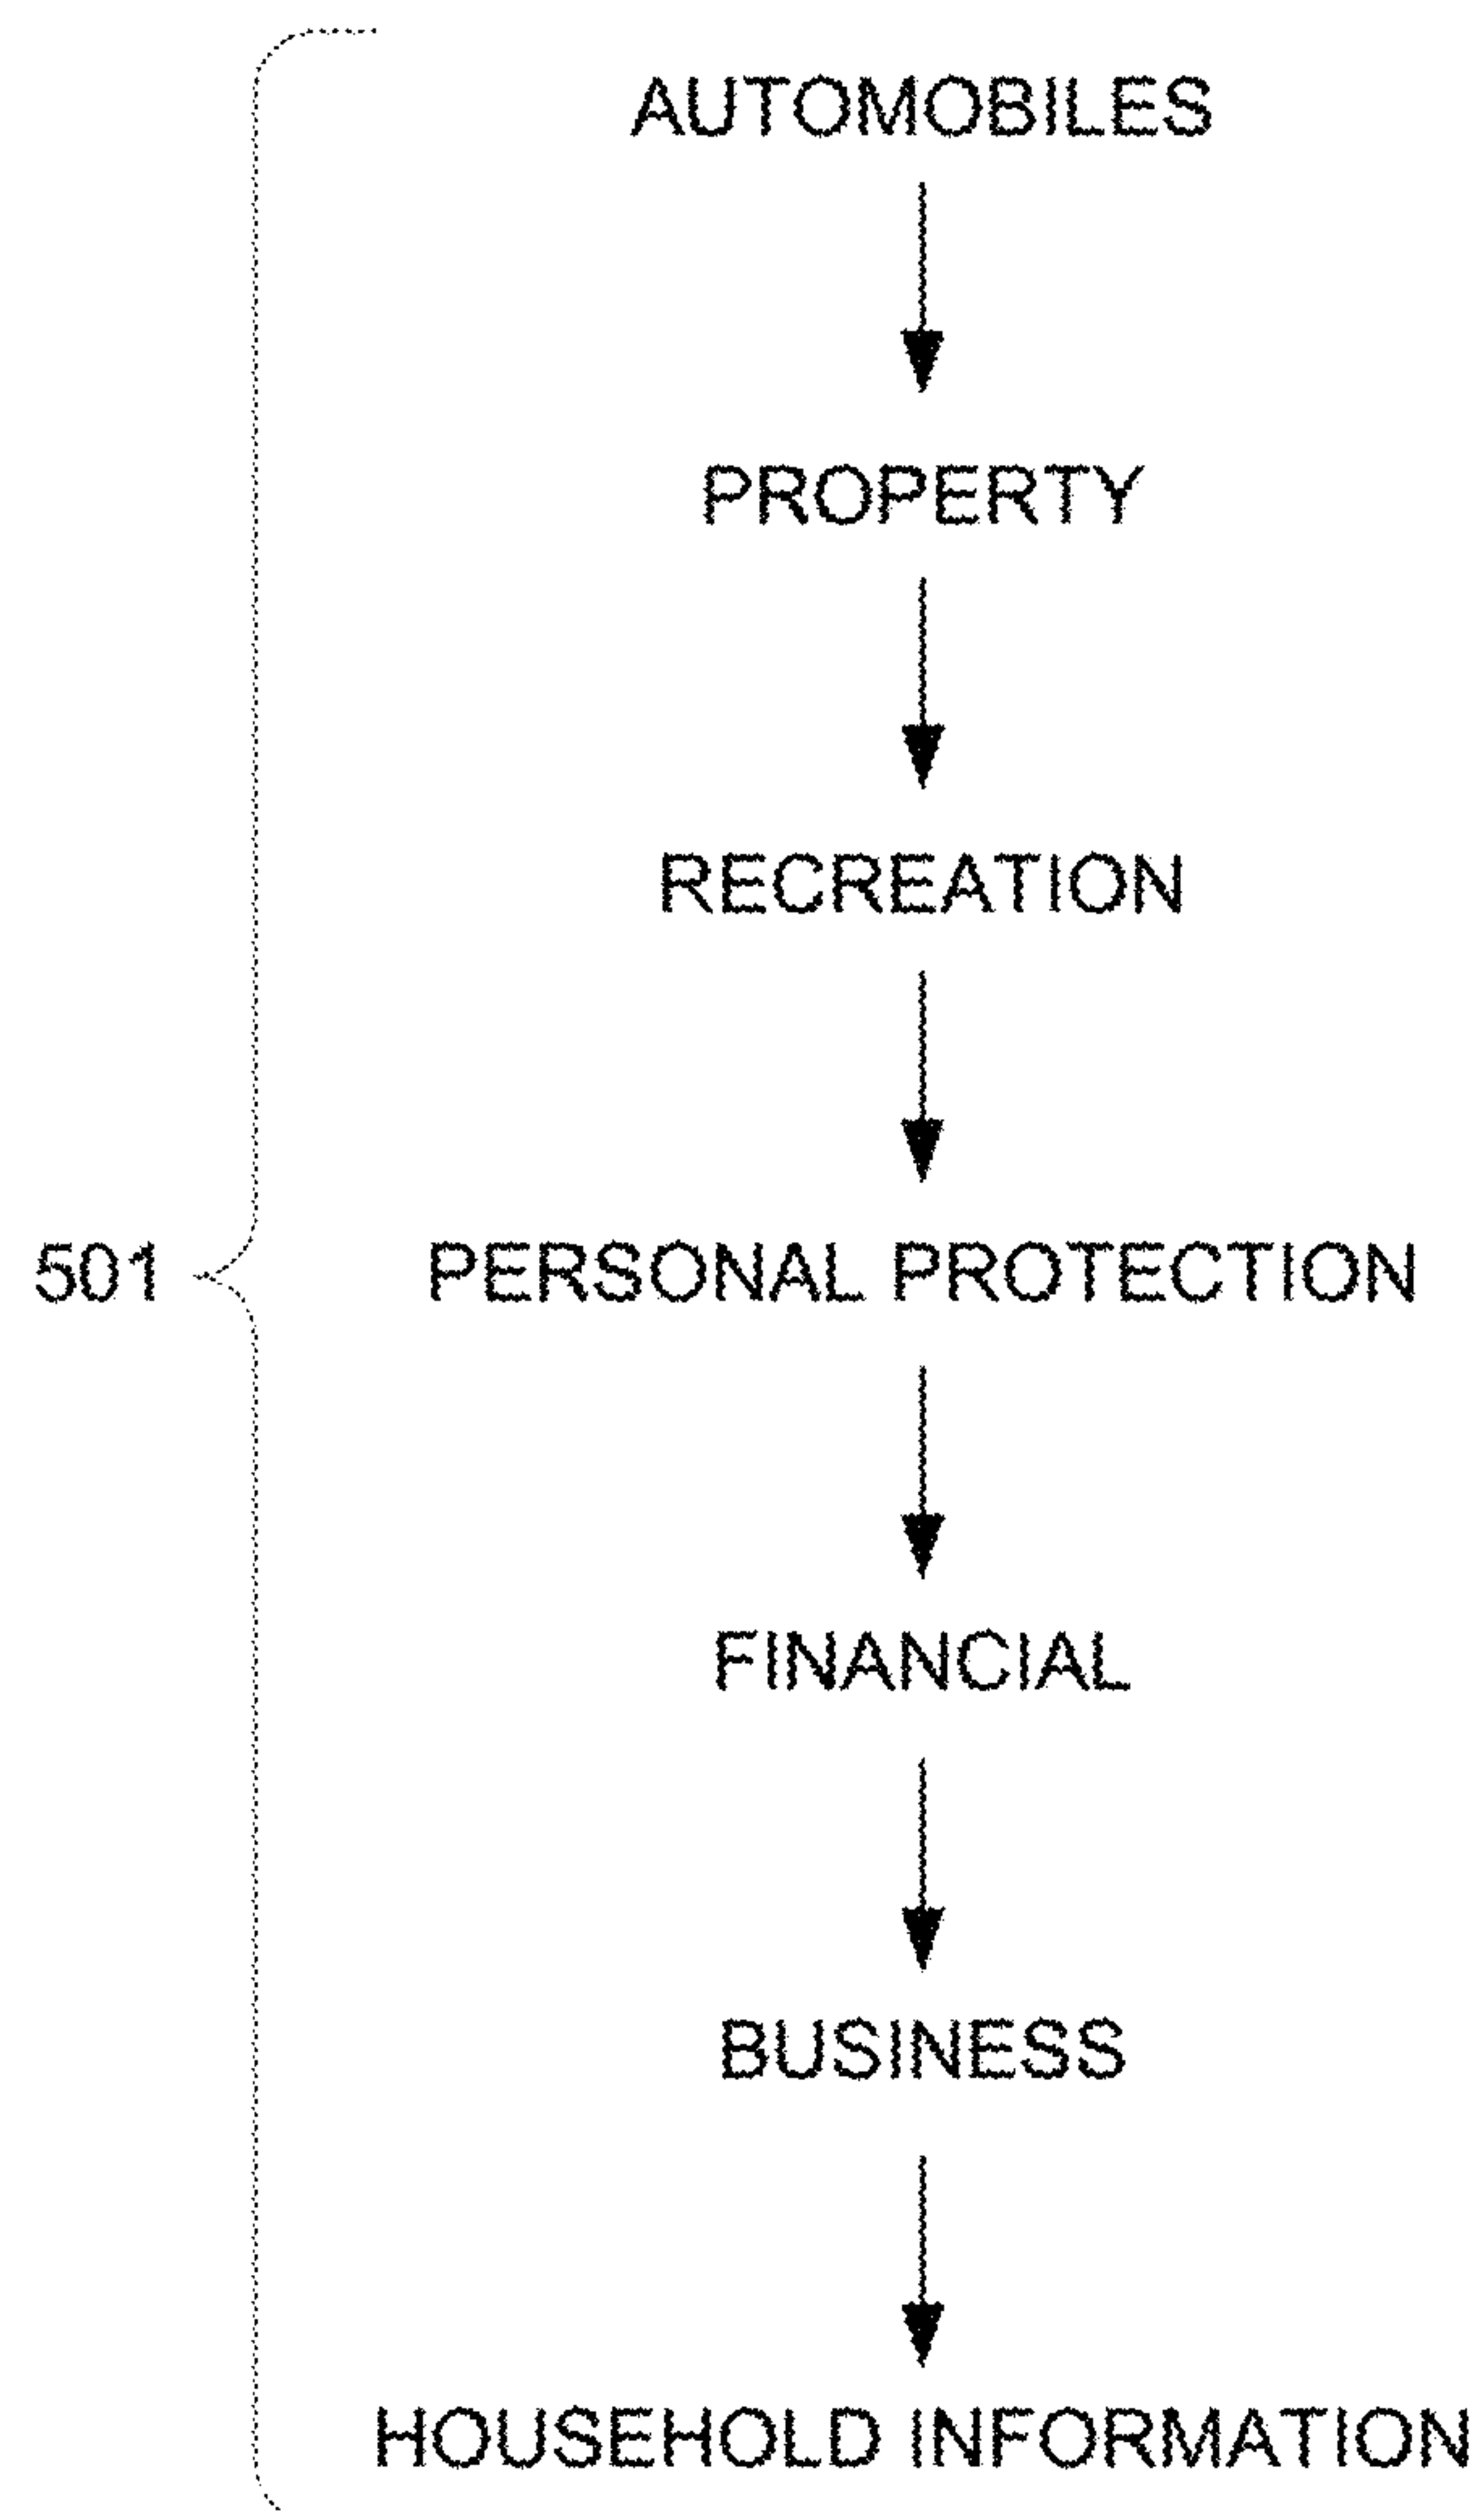 AUTOMOBILES
PROPERTY
RECREATION
501 PERSONAL PROTECTION
FINANCIAL
BUSINESS
HOUSEHOLD INFORMATION